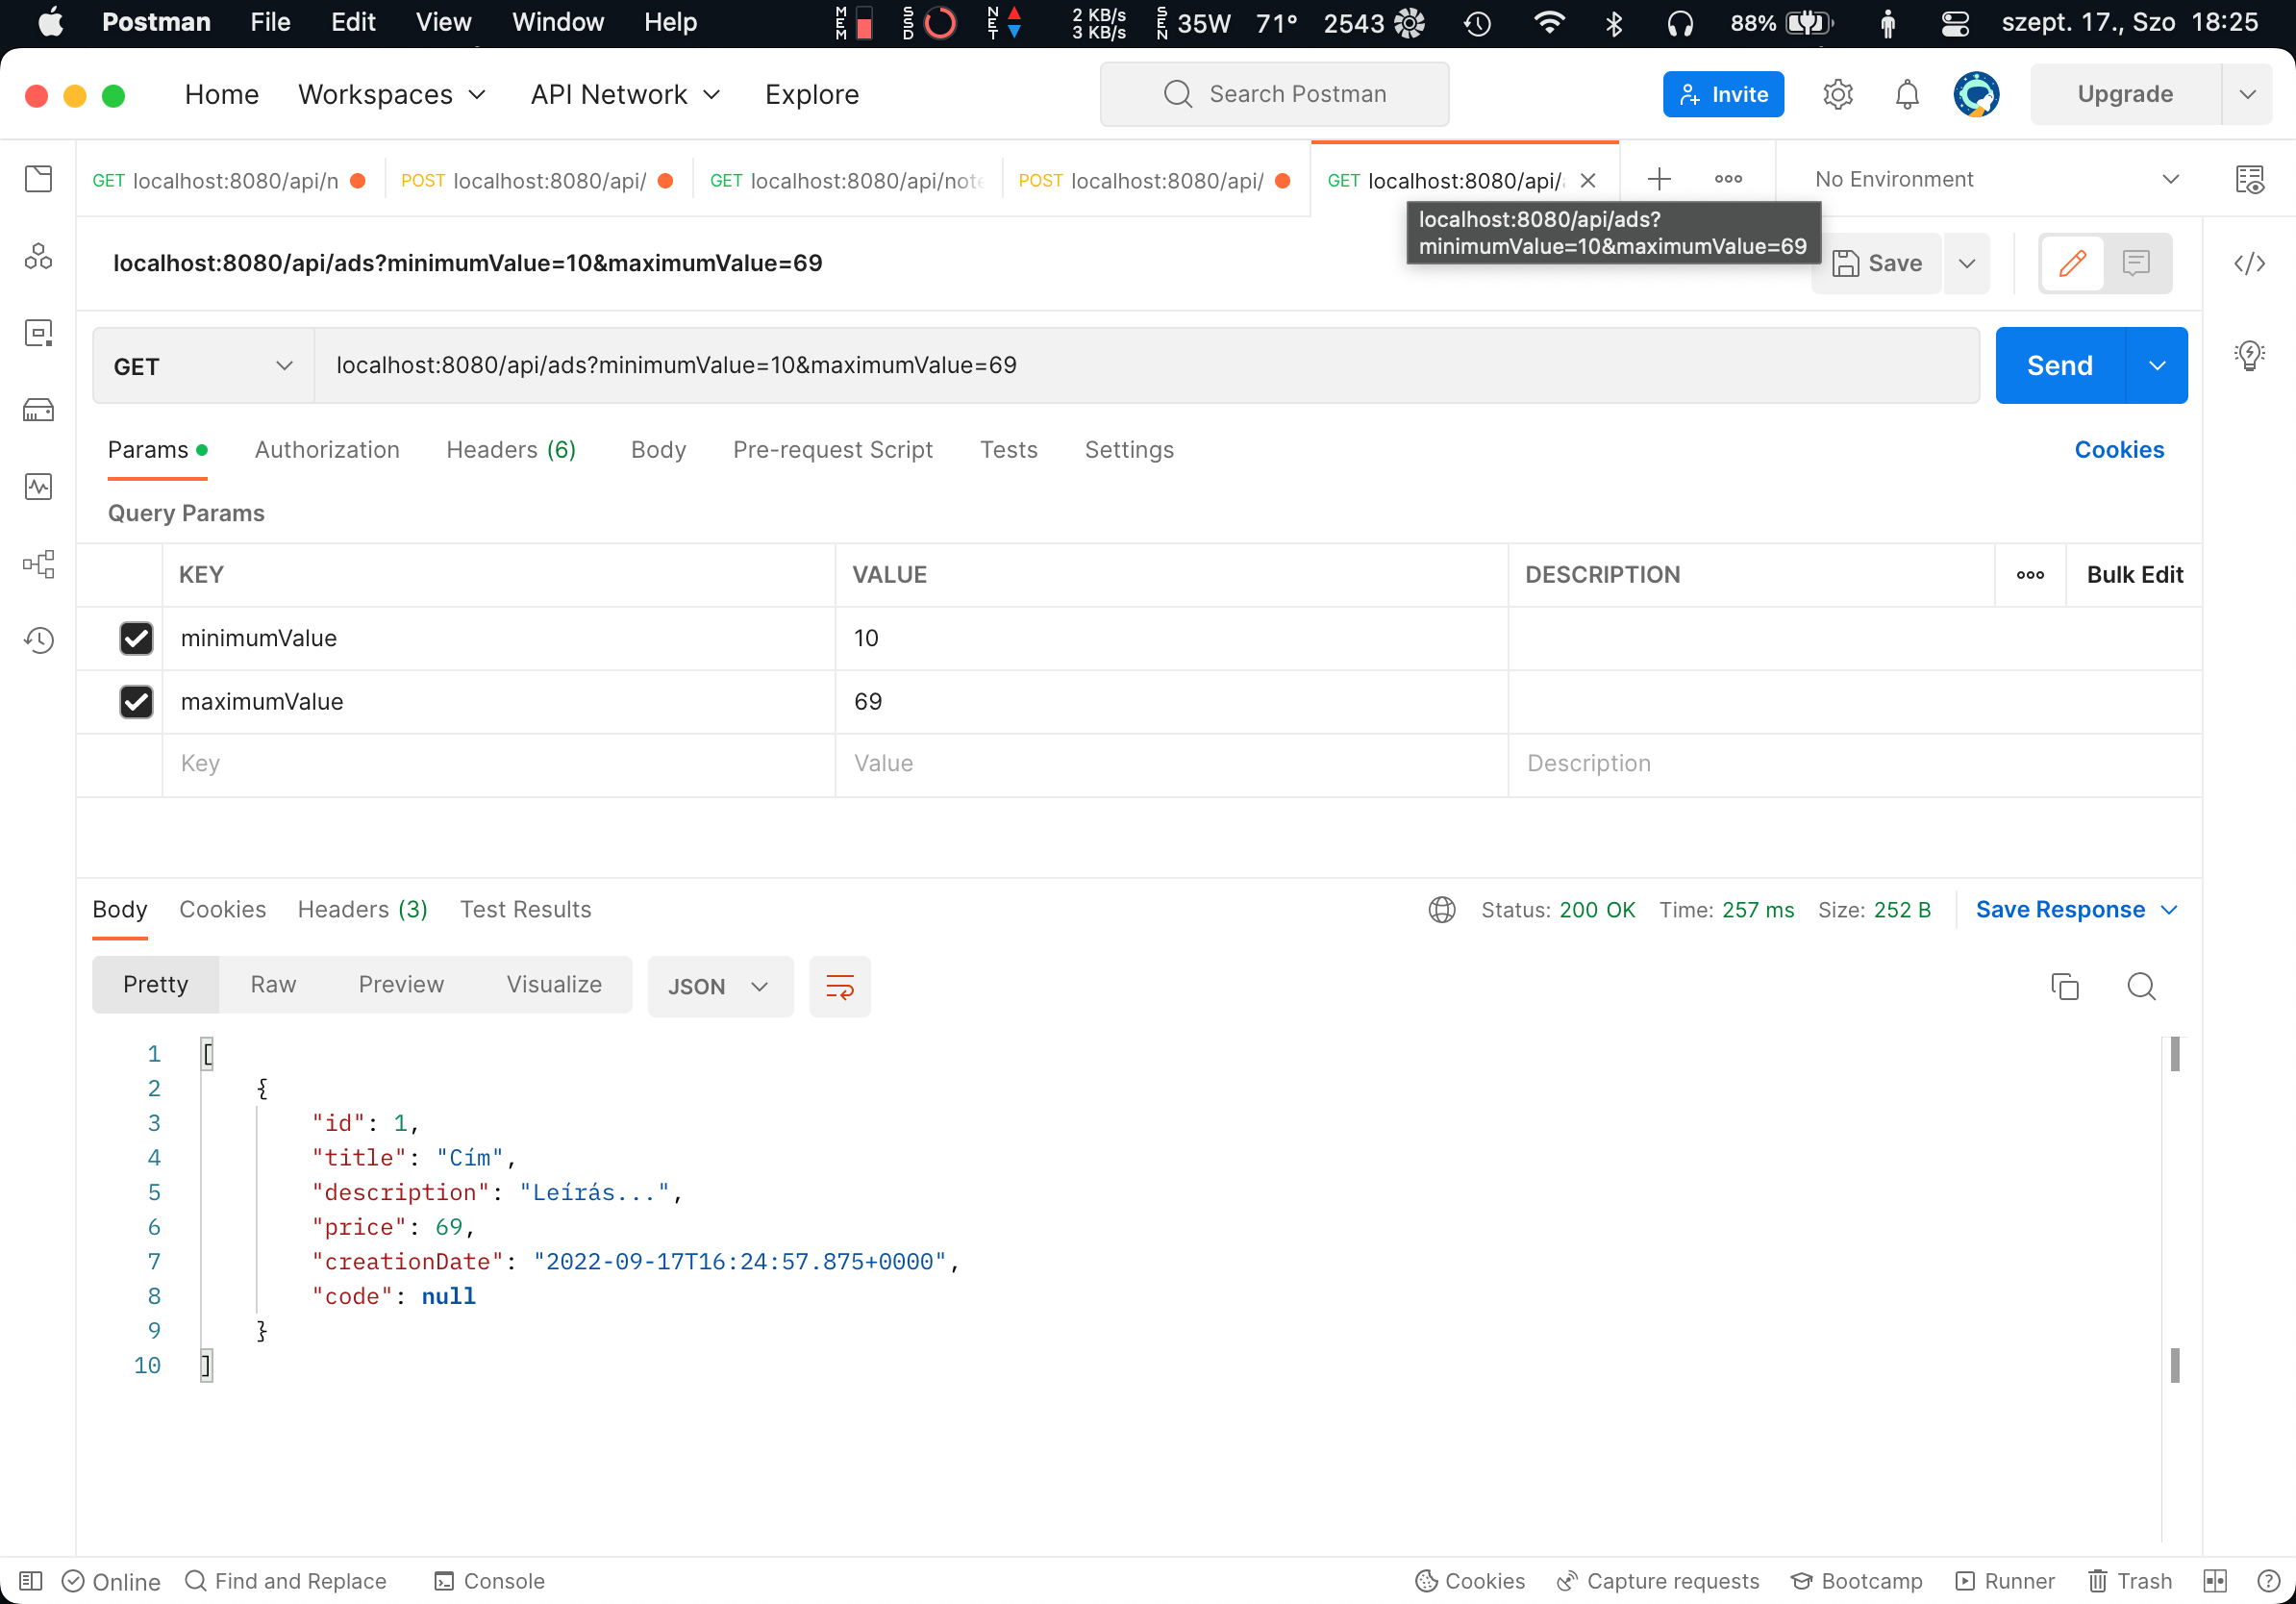 Postman File Edit View Window Help MEM SSD NET 2 KB/s 3 KB/s SEN 35W 71° 2543 88% szept. 17., Szo 18:25
Home Workspaces API Network Explore Search Postman Invite Upgrade
GET localhost:8080/api/n POST localhost:8080/api/ GET localhost:8080/api/note POST localhost:8080/api/ GET localhost:8080/api/ No Environment
localhost:8080/api/ads?
minimumValue=10&maximumValue=69
localhost:8080/api/ads?minimumValue=10&maximumValue=69 Save
GET localhost:8080/api/ads?minimumValue=10&maximumValue=69 Send
Params Authorization Headers (6) Body Pre-request Script Tests Settings Cookies
Query Params
KEY VALUE DESCRIPTION Bulk Edit
minimumValue 10
maximumValue 69
Key Value Description
Body Cookies Headers (3) Test Results Status: 200 OK Time: 257 ms Size: 252 B Save Response
Pretty Raw Preview Visualize JSON
1 [
2 {
3 "id": 1,
4 "title": "Cím",
5 "description": "Leírás...",
6 "price": 69,
7 "creationDate": "2022-09-17T16:24:57.875+0000",
8 "code": null
9 }
10 ]
Online Find and Replace Console Cookies Capture requests Bootcamp Runner Trash